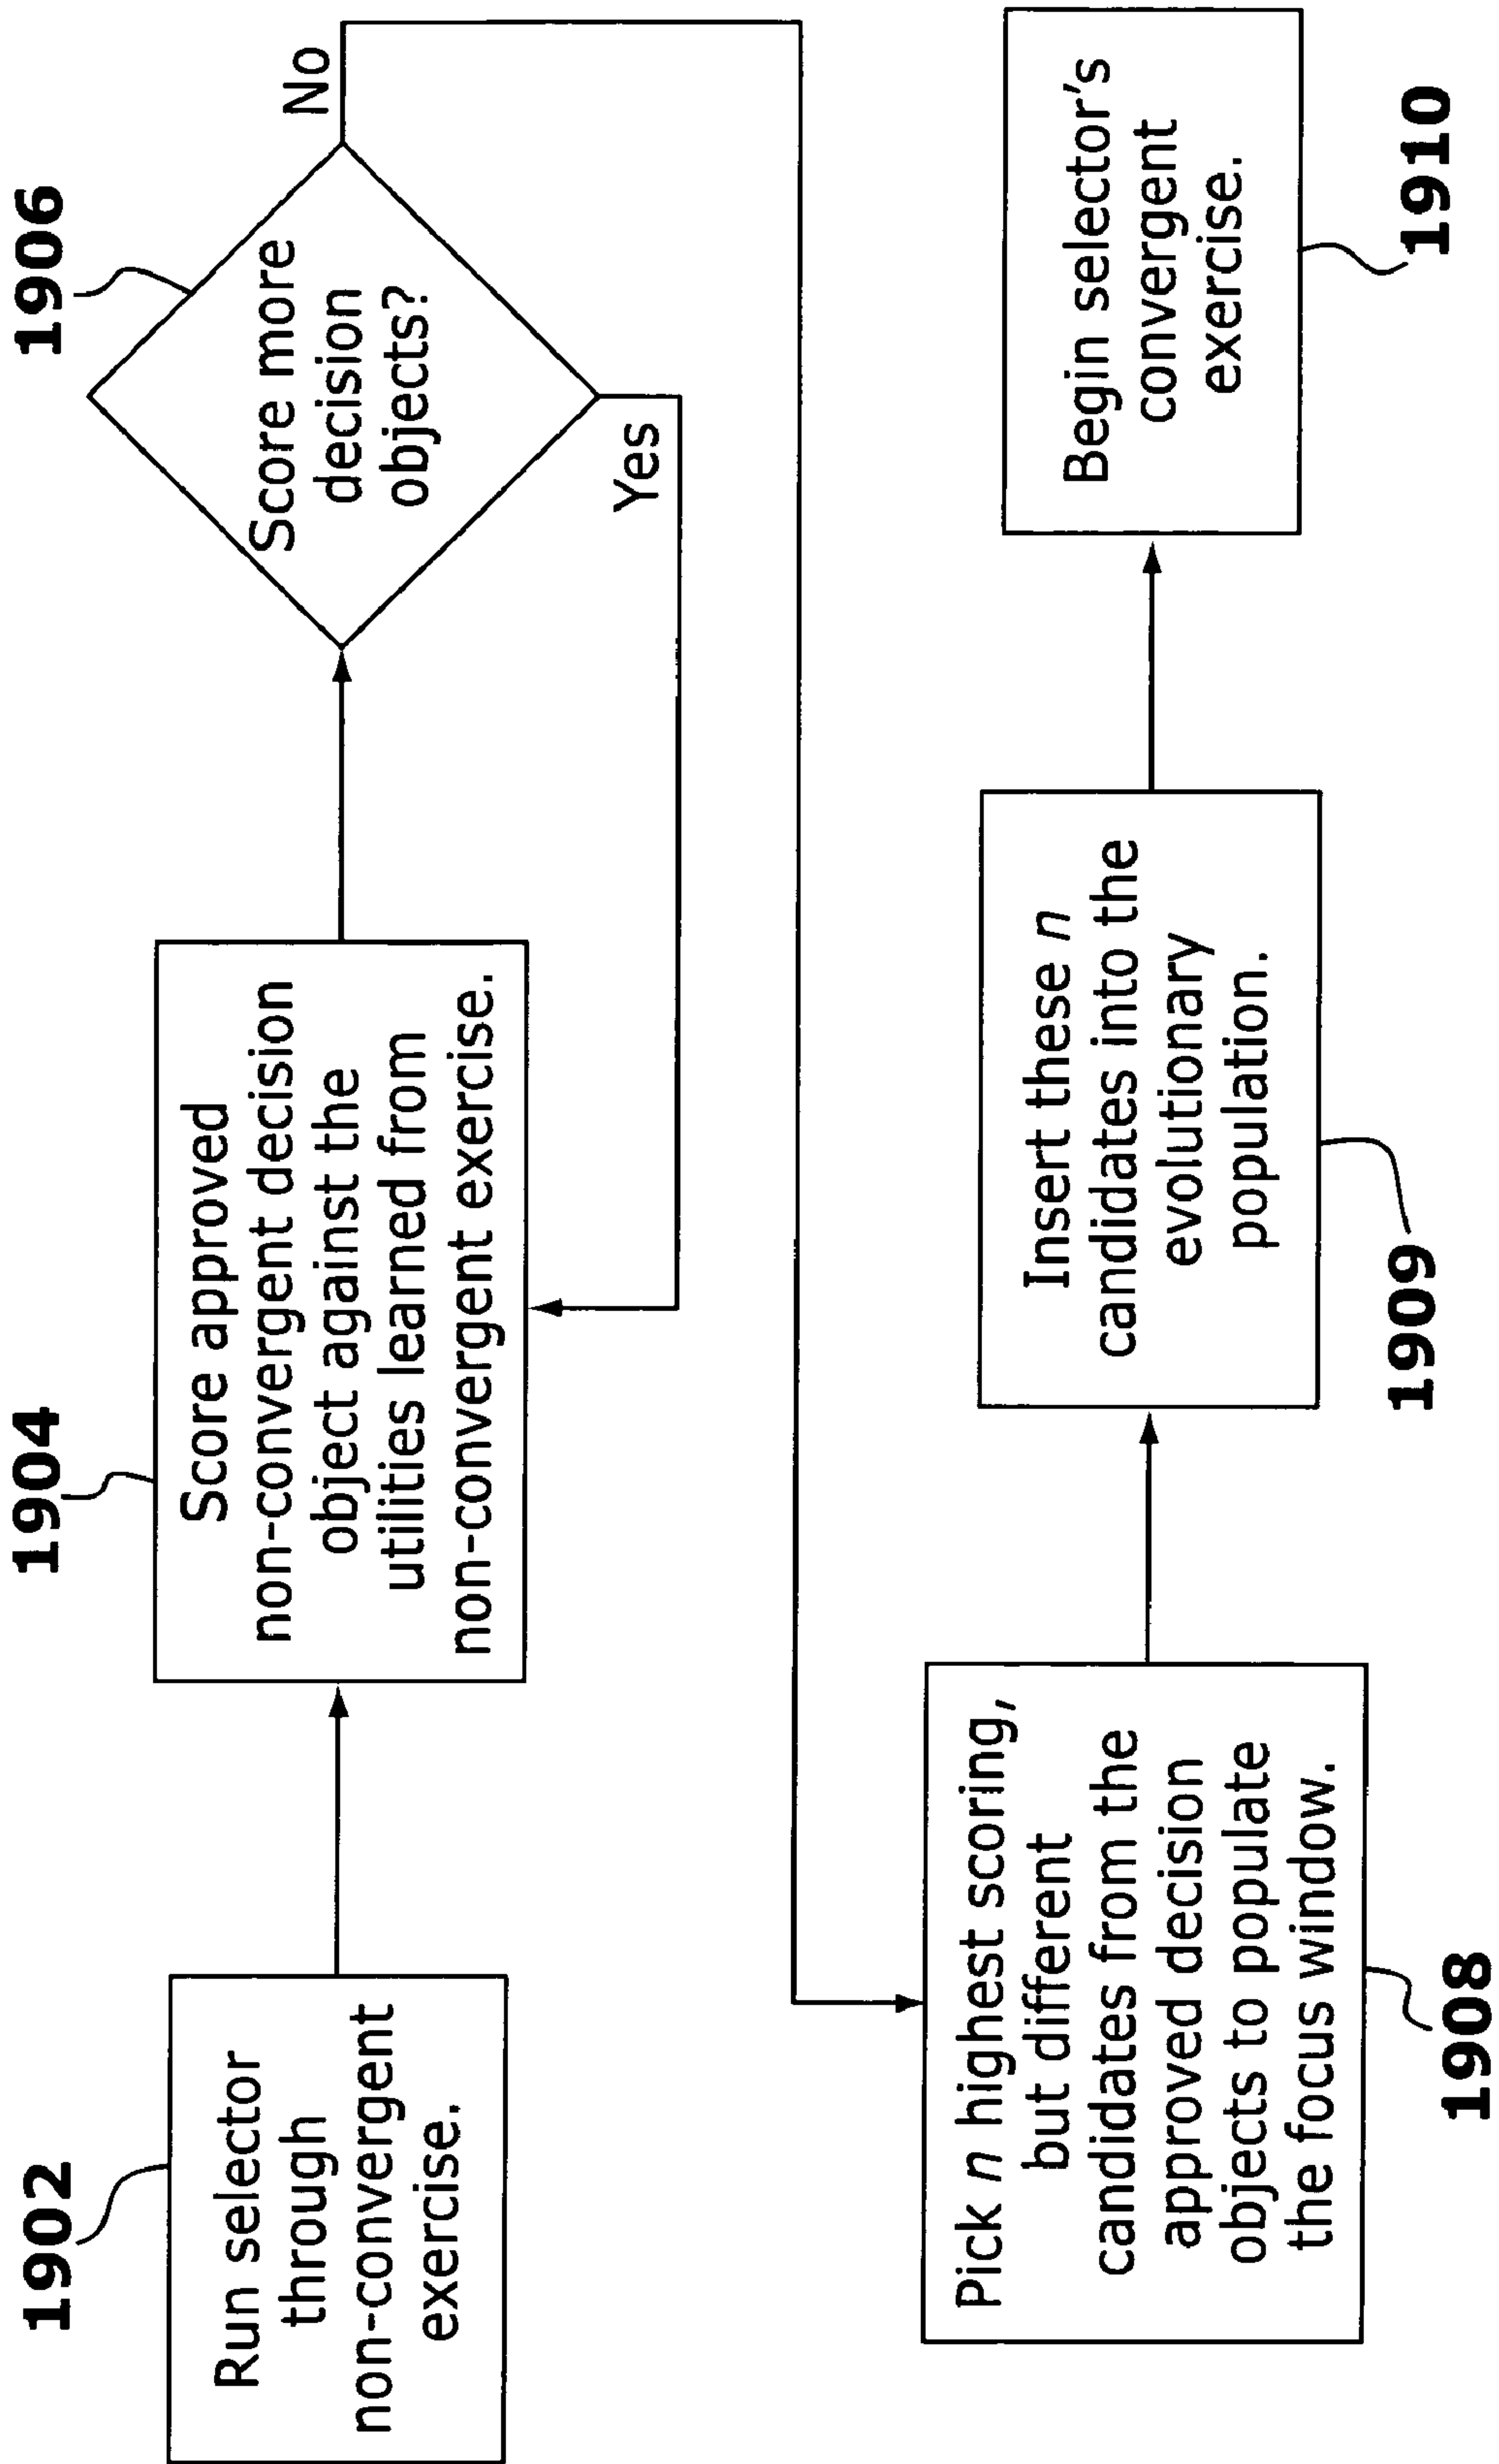 1902
Run selector
through
non-convergent
exercise.
1904
Score approved
non-convergent decision
object against the
utilities learned from
non-convergent exercise.
1906
Score more
decision
objects?
No
Yes
Pick n highest scoring,
but different
candidates from the
approved decision
objects to populate
the focus window.
1908
Insert these n
candidates into the
evolutionary
population.
1909
Begin selector's
convergent
exercise.
1910